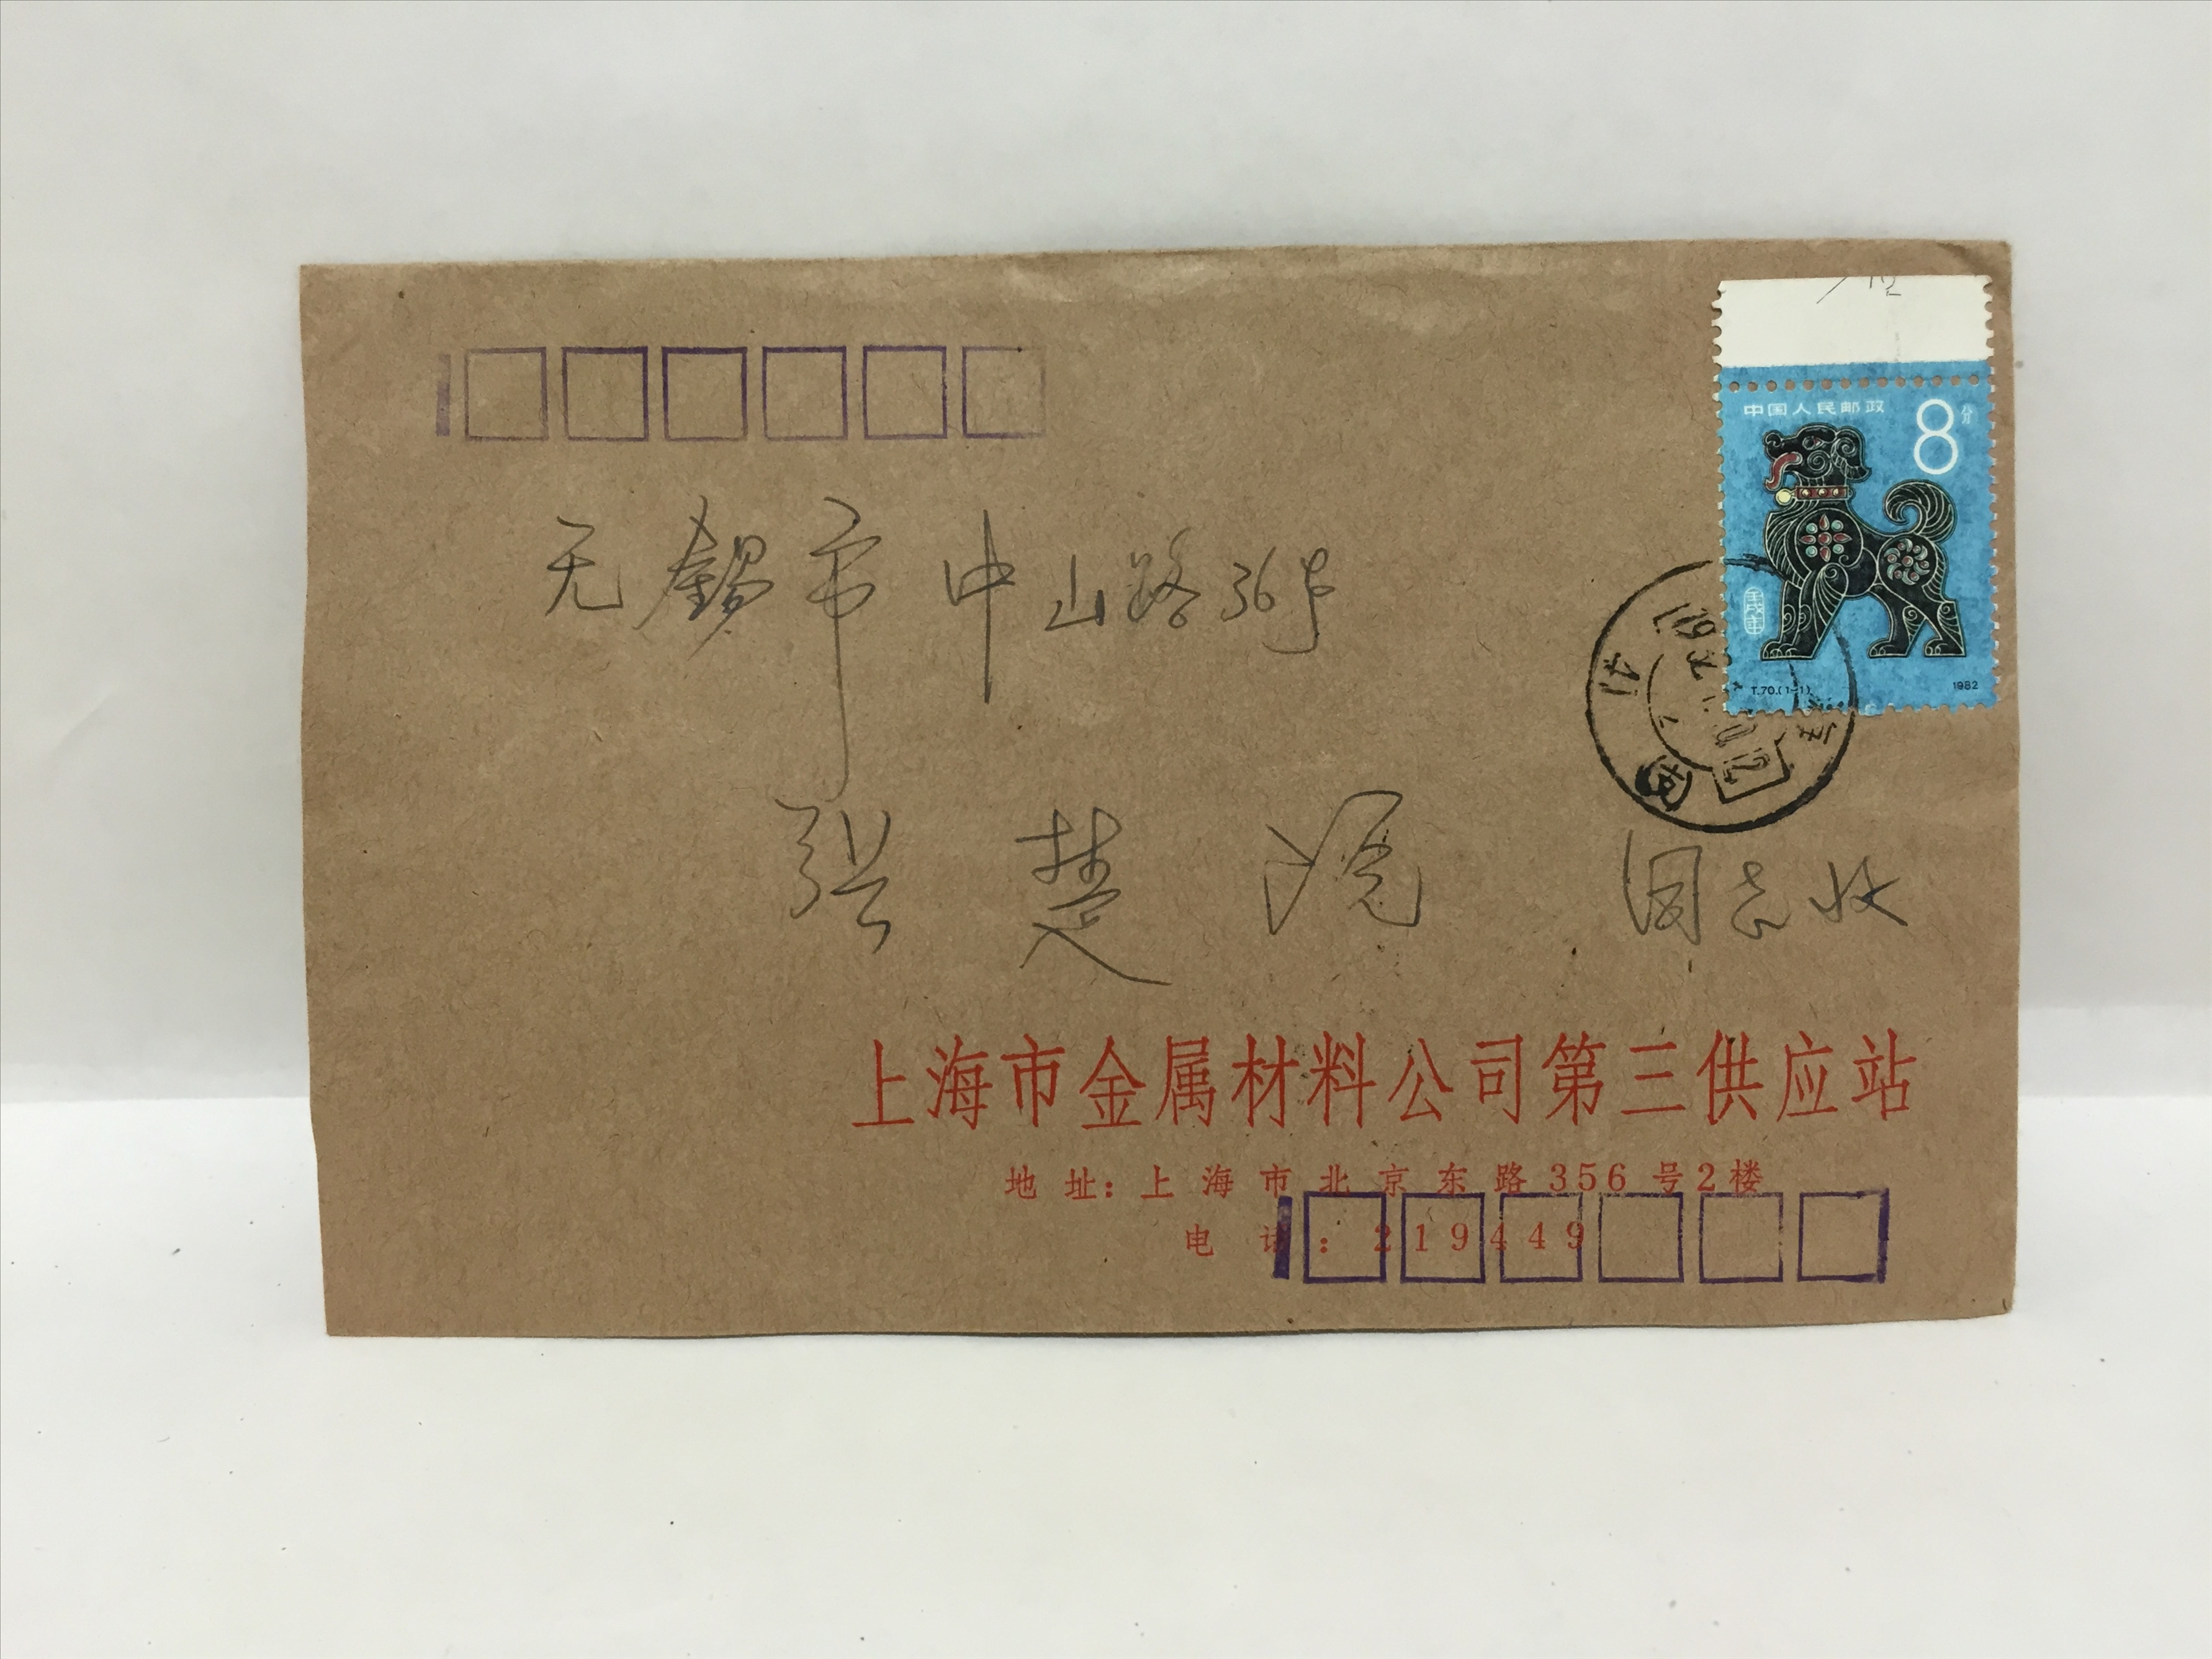 中国人民邮政 8分
壬戌年
T.70.(1-1) 1982
无锡市 中山路36号
张楚 同志收
上海市金属材料公司第三供应站
地址：上海市北京东路356号2楼
电话：219449